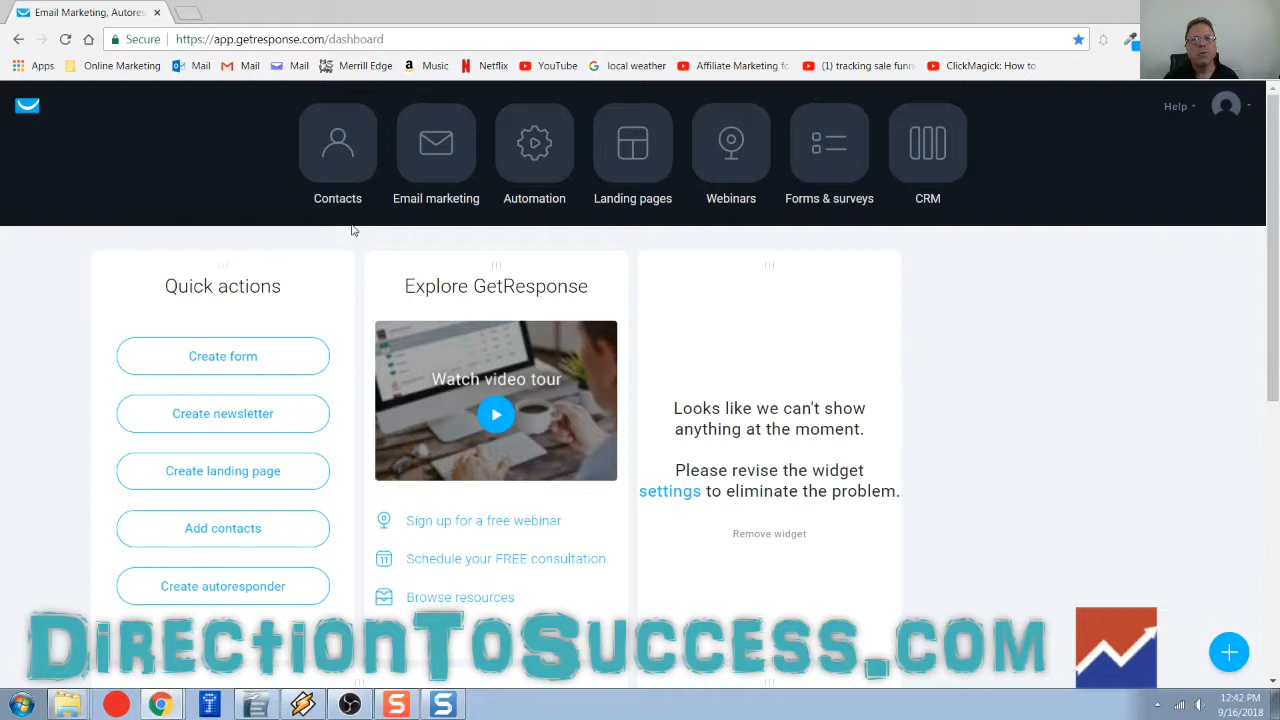 Email Marketing, Autores
Secure
https://app.getresponse.com/dashboard
Apps
Online Marketing
Mail
Mail
Mail
Merrill Edge
Music
Netflix
YouTube
local weather
Affiliate Marketing fo
(1) tracking sale funn
ClickMagick: How to
Help
Contacts
Email marketing
Automation
Landing pages
Webinars
Forms & surveys
CRM
Quick actions
Create form
Create newsletter
Create landing page
Add contacts
Create autoresponder
Explore GetResponse
Watch video tour
11
Sign up for a free webinar
Schedule your FREE consultation
Browse resources
Looks like we can't show
anything at the moment.
Please revise the widget
settings to eliminate the problem.
Remove widget
DirectionToSuccess.com
12:42 PM
9/16/2018